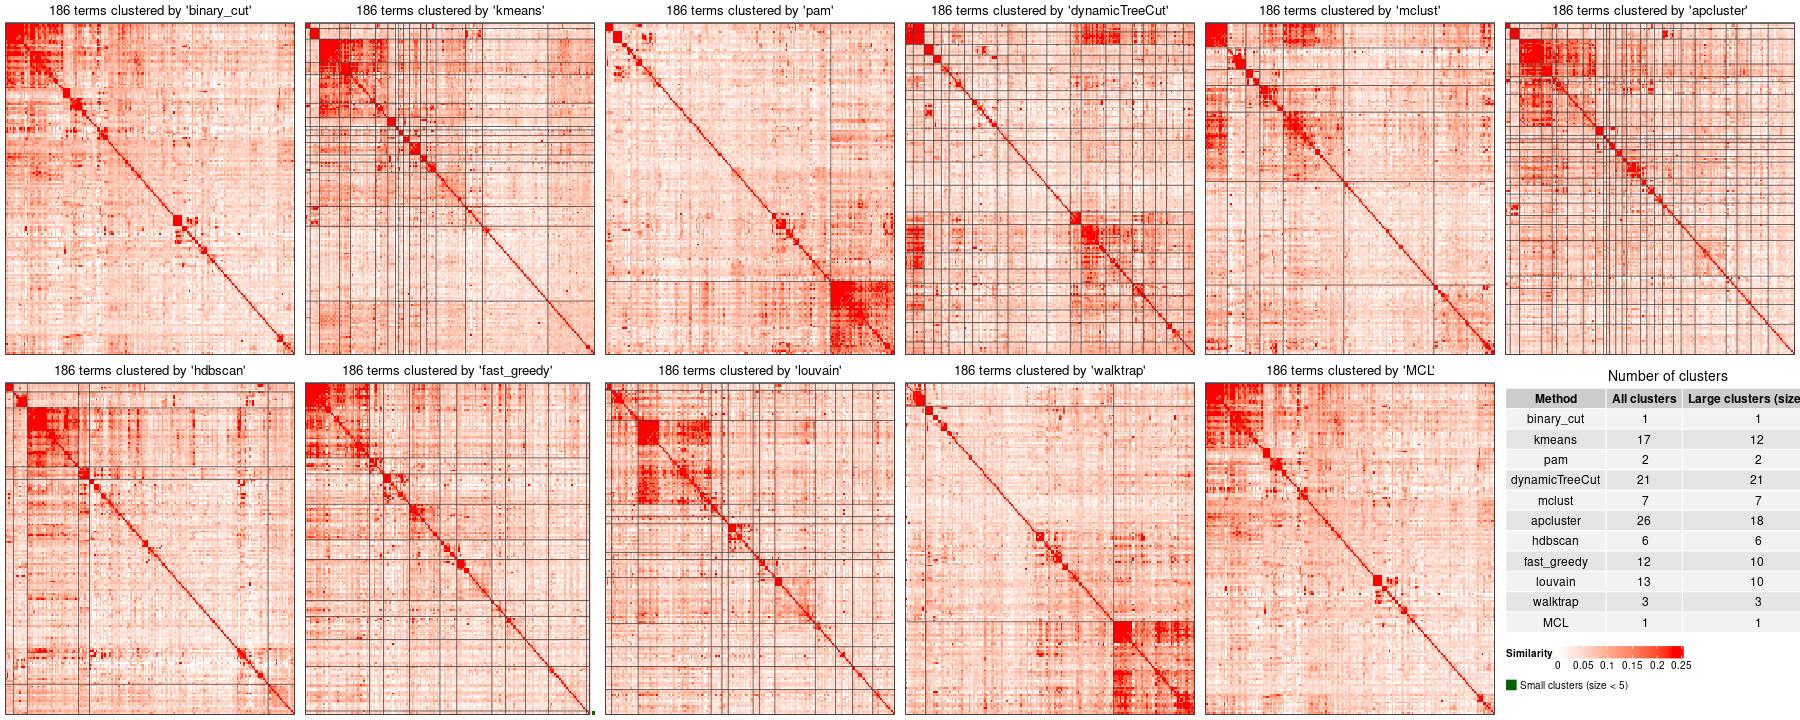 186 terms clustered by 'binary_cut'
186 terms clustered by 'kmeans'
186 terms clustered by 'pam'
186 terms clustered by 'dynamicTreeCut'
186 terms clustered by 'mclust'
186 terms clustered by 'apcluster'
186 terms clustered by 'hdbscan'
186 terms clustered by 'fast_greedy'
186 terms clustered by 'louvain'
186 terms clustered by 'walktrap'
186 terms clustered by 'MCL'
Number of clusters
Method All clusters Large clusters (size
binary_cut 1 1
kmeans 17 12
pam 2 2
dynamicTreeCut 21 21
mclust 7 7
apcluster 26 18
hdbscan 6 6
fast_greedy 12 10
louvain 13 10
walktrap 3 3
MCL 1 1
Similarity
0 0.05 0.1 0.15 0.2 0.25
Small clusters (size < 5)